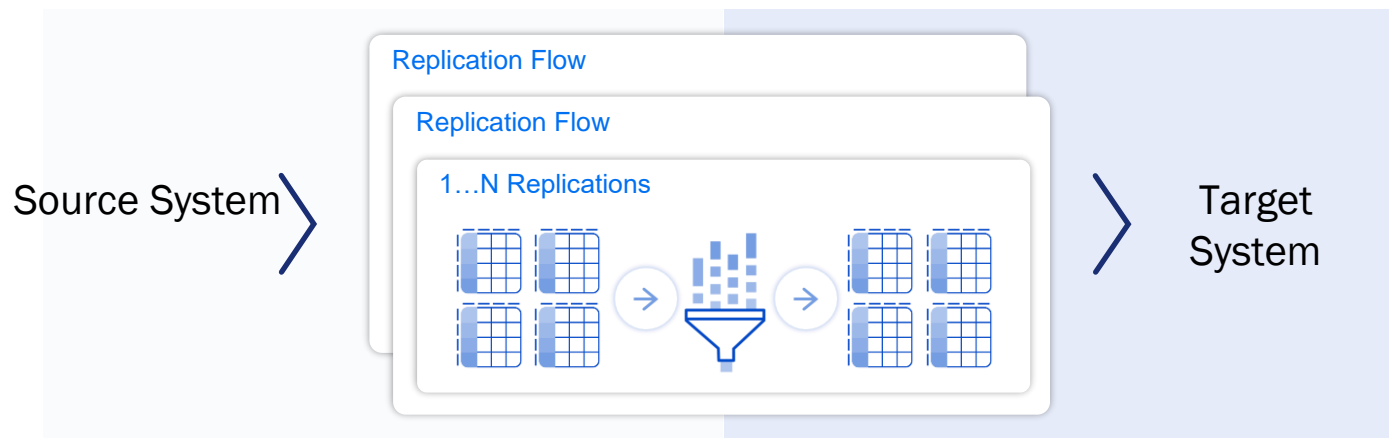 Replication Flow
Replication Flow
1…N Replications
Source System
Target
System